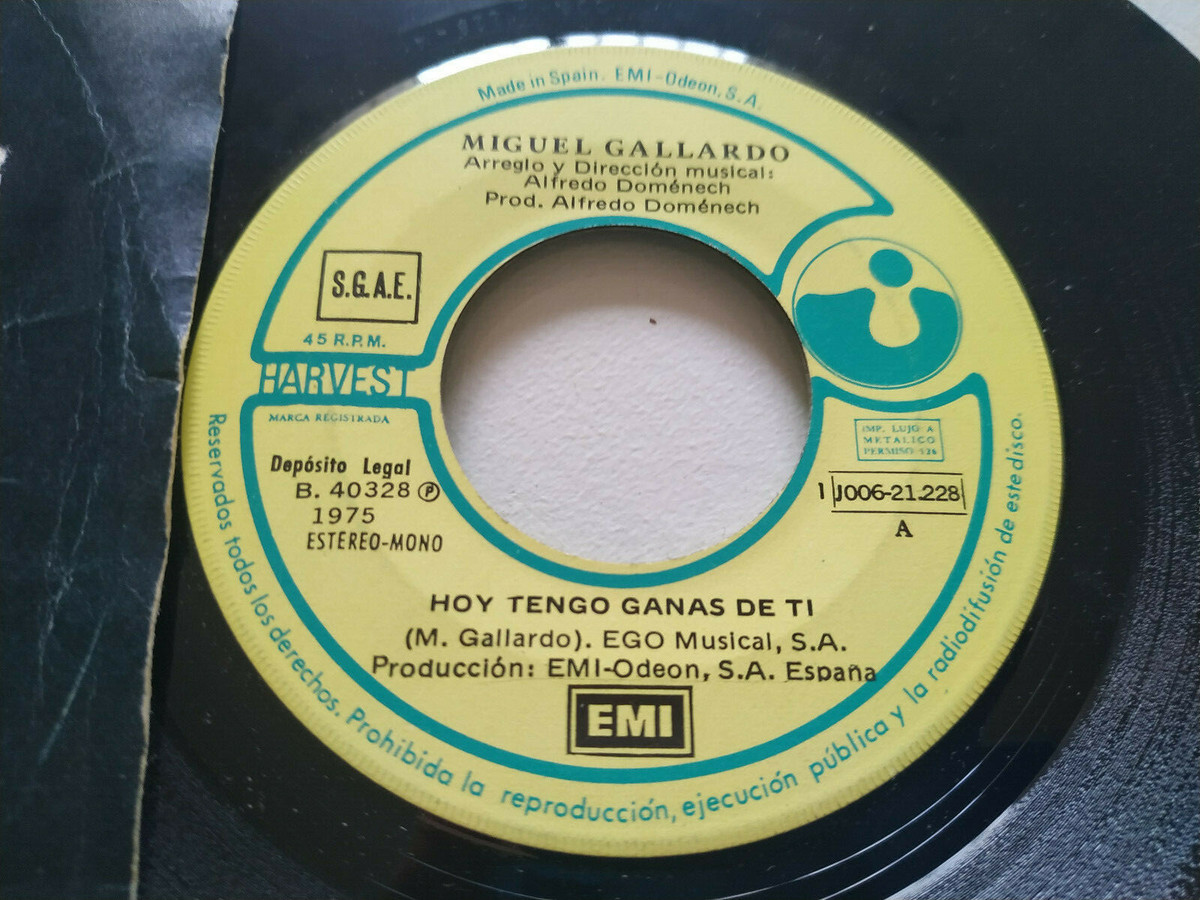 Made in Spain. EMI-Odeon, S.A.
MIGUEL GALLARDO
Arreglo y Dirección musical:
Alfredo Doménech
Prod. Alfredo Doménech
S.G.A.E.
45 R.P.M.
HARVEST
MARCA REGISTRADA
IMP. LUJO A
METALICO
PERMISO
Depósito Legal
B. 40328 ℗
1975
ESTEREO-MONO
1 J006-21.228
A
HOY TENGO GANAS DE TI
(M. Gallardo). EGO Musical, S.A.
Producción: EMI-Odeon, S.A. España
EMI
Reservados todos los derechos. Prohibida la reproducción, ejecución pública y la radiodifusión de este disco.